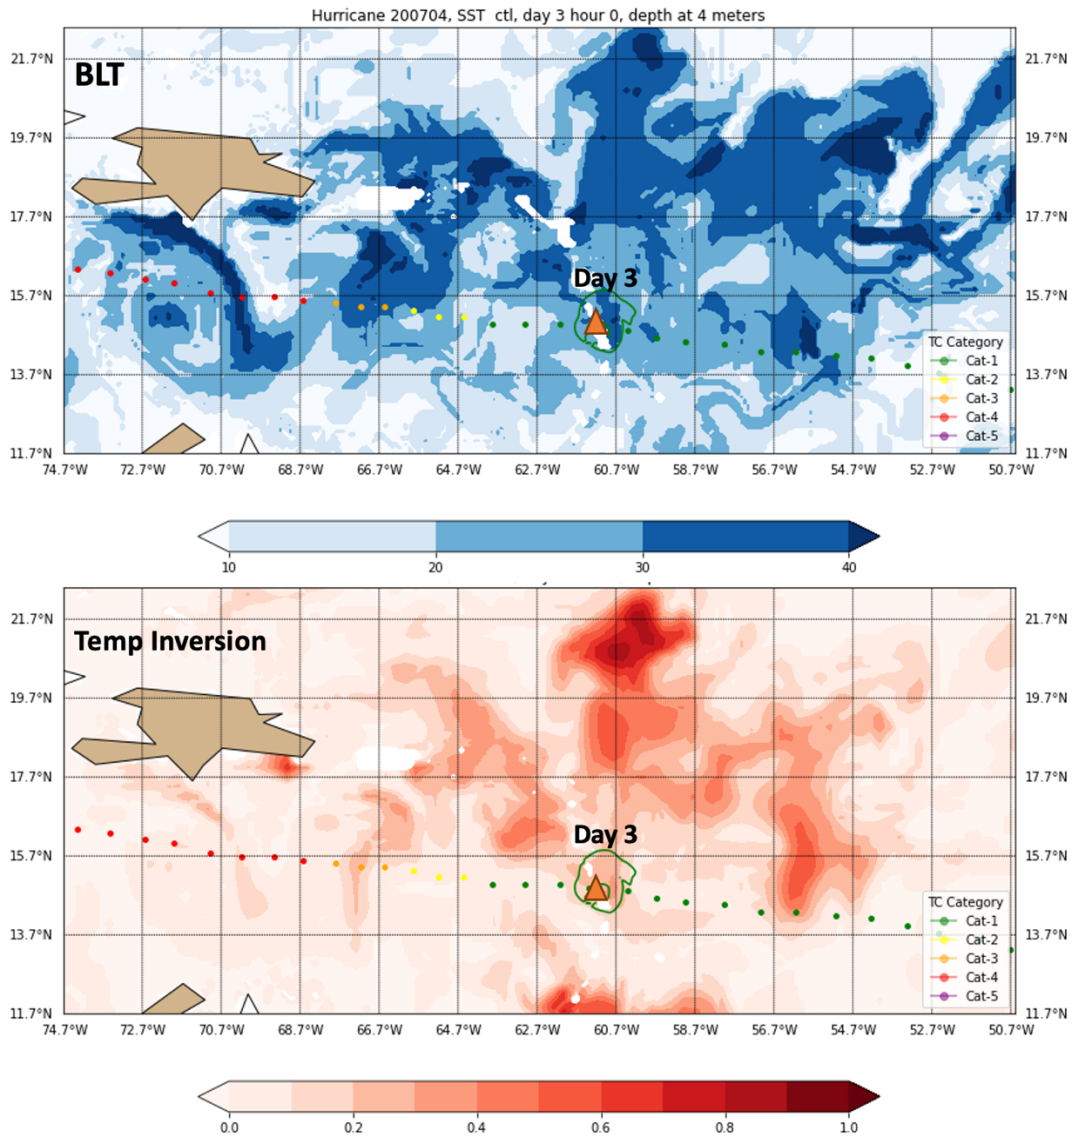 Hurricane 200704, SST  ctl, day 3 hour 0, depth at 4 meters
BLT
21.7°N 21.7°N
19.7°N 19.7°N
17.7°N 17.7°N
Day 3
15.7°N 15.7°N
13.7°N 13.7°N
11.7°N 11.7°N
TC Category
Cat-1
Cat-2
Cat-3
Cat-4
Cat-5
74.7°W 72.7°W 70.7°W 68.7°W 66.7°W 64.7°W 62.7°W 60.7°W 58.7°W 56.7°W 54.7°W 52.7°W 50.7°W
10 20 30 40
Temp Inversion
21.7°N 21.7°N
19.7°N 19.7°N
17.7°N 17.7°N
Day 3
15.7°N 15.7°N
13.7°N 13.7°N
11.7°N 11.7°N
TC Category
Cat-1
Cat-2
Cat-3
Cat-4
Cat-5
74.7°W 72.7°W 70.7°W 68.7°W 66.7°W 64.7°W 62.7°W 60.7°W 58.7°W 56.7°W 54.7°W 52.7°W 50.7°W
0.0 0.2 0.4 0.6 0.8 1.0